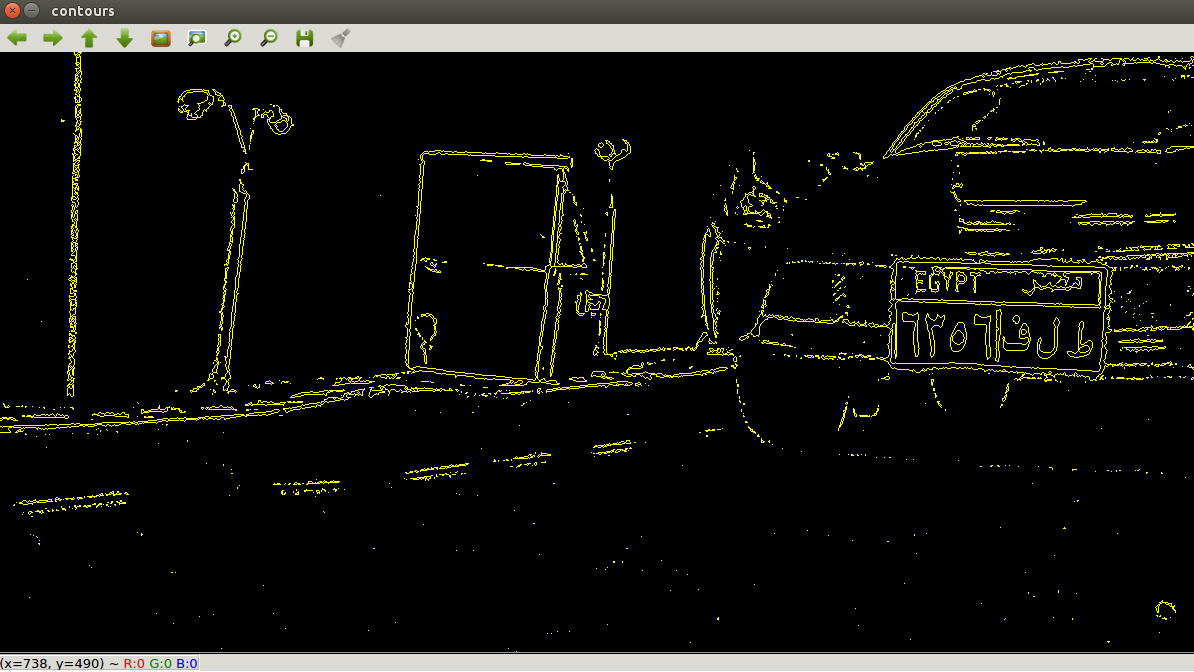 contours
EGYPT مصر
ط ل ف ٦٣٥٦
(x=738, y=490) ~ R:0 G:0 B:0